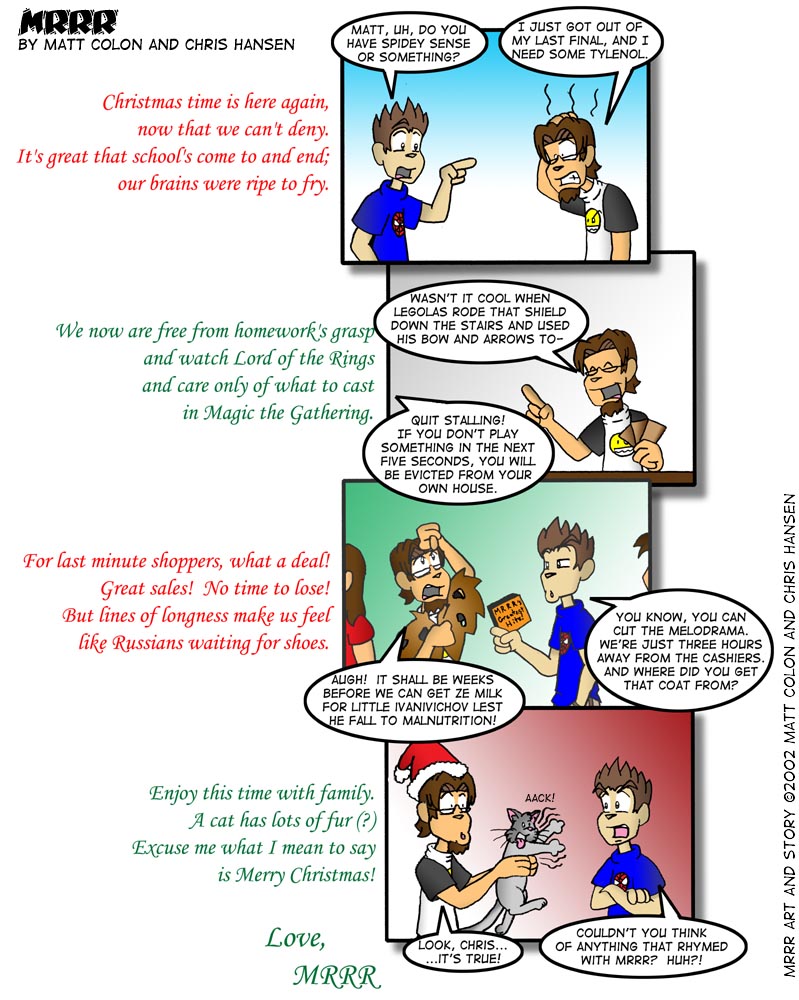 MRRR
BY MATT COLON AND CHRIS HANSEN
MATT, UH, DO YOU
HAVE SPIDEY SENSE
OR SOMETHING?
I JUST GOT OUT OF
MY LAST FINAL, AND I
NEED SOME TYLENOL.
Christmas time is here again,
now that we can't deny.
It's great that school's come to and end;
our brains were ripe to fry.
WASN'T IT COOL WHEN
LEGOLAS RODE THAT SHIELD
DOWN THE STAIRS AND USED
HIS BOW AND ARROWS TO-
We now are free from homework's grasp
and watch Lord of the Rings
and care only of what to cast
in Magic the Gathering.
QUIT STALLING!
IF YOU DON'T PLAY
SOMETHING IN THE NEXT
FIVE SECONDS, YOU WILL
BE EVICTED FROM YOUR
OWN HOUSE.
For last minute shoppers, what a deal!
Great sales! No time to lose!
But lines of longness make us feel
like Russians waiting for shoes.
MRRR's
Greatest
Hits!
AUGH! IT SHALL BE WEEKS
BEFORE WE CAN GET ZE MILK
FOR LITTLE IVANIVICHOV LEST
HE FALL TO MALNUTRITION!
YOU KNOW, YOU CAN
CUT THE MELODRAMA.
WE'RE JUST THREE HOURS
AWAY FROM THE CASHIERS.
AND WHERE DID YOU GET
THAT COAT FROM?
Enjoy this time with family.
A cat has lots of fur (?)
Excuse me what I mean to say
is Merry Christmas!
AACK!
LOOK, CHRIS...
...IT'S TRUE!
COULDN'T YOU THINK
OF ANYTHING THAT RHYMED
WITH MRRR? HUH?!
Love,
MRRR
MRRR ART AND STORY ©2002 MATT COLON AND CHRIS HANSEN